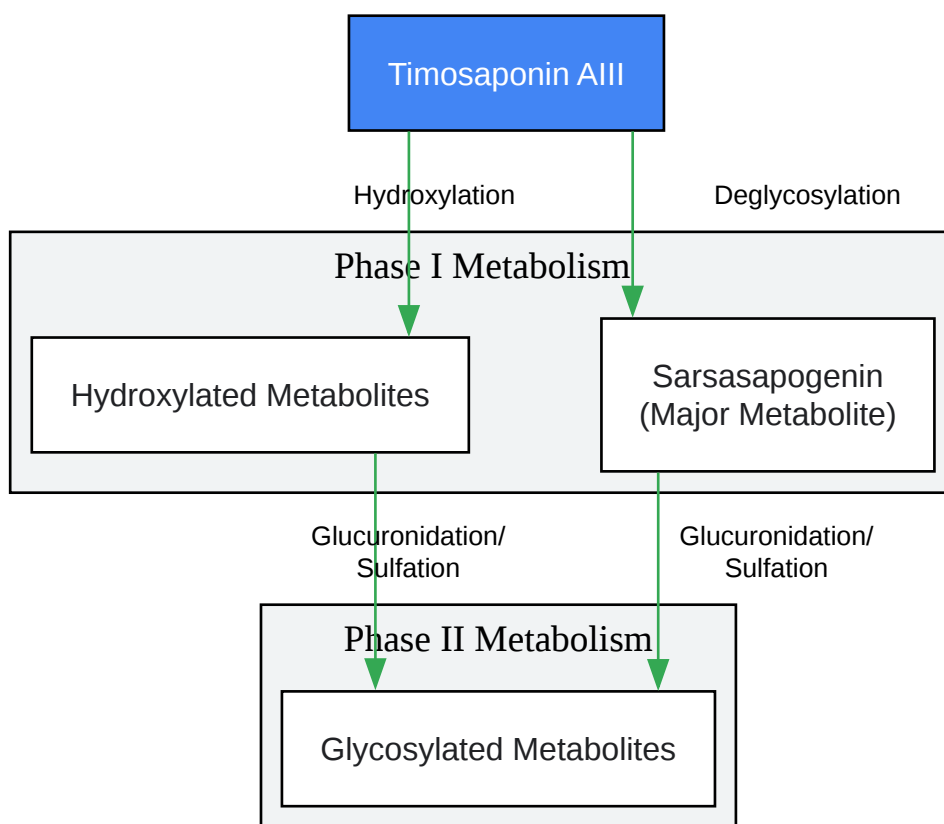 Timosaponin AIII
Hydroxylation
Deglycosylation
Phase I Metabolism
Hydroxylated Metabolites
Sarsasapogenin
(Major Metabolite)
Glucuronidation/
Sulfation
Glucuronidation/
Sulfation
Phase II Metabolism
Glycosylated Metabolites